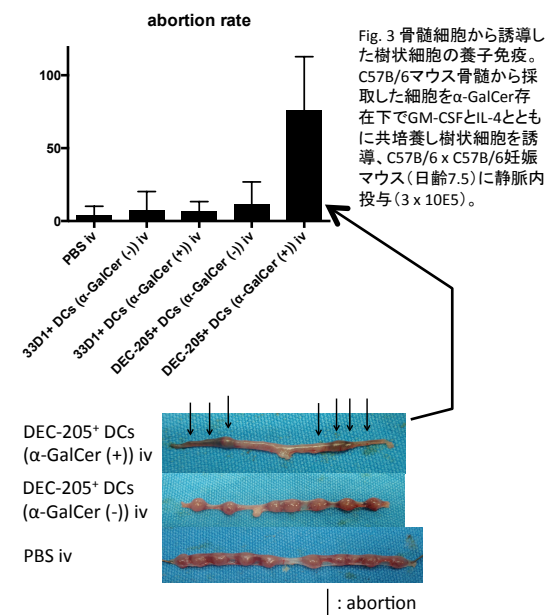 abortion rate
100
50
0
PBS iv
33D1+ DCs (α-GalCer (-)) iv
33D1+ DCs (α-GalCer (+)) iv
DEC-205+ DCs (α-GalCer (-)) iv
DEC-205+ DCs (α-GalCer (+)) iv
Fig. 3 骨髄細胞から誘導し
た樹状細胞の養子免疫。
C57B/6マウス骨髄から採
取した細胞をα-GalCer存
在下でGM-CSFとIL-4ととも
に共培養し樹状細胞を誘
導、C57B/6 x C57B/6妊娠
マウス（日齢7.5）に静脈内
投与（3 x 10E5）。
DEC-205⁺ DCs
(α-GalCer (+)) iv
DEC-205⁺ DCs
(α-GalCer (-)) iv
PBS iv
: abortion